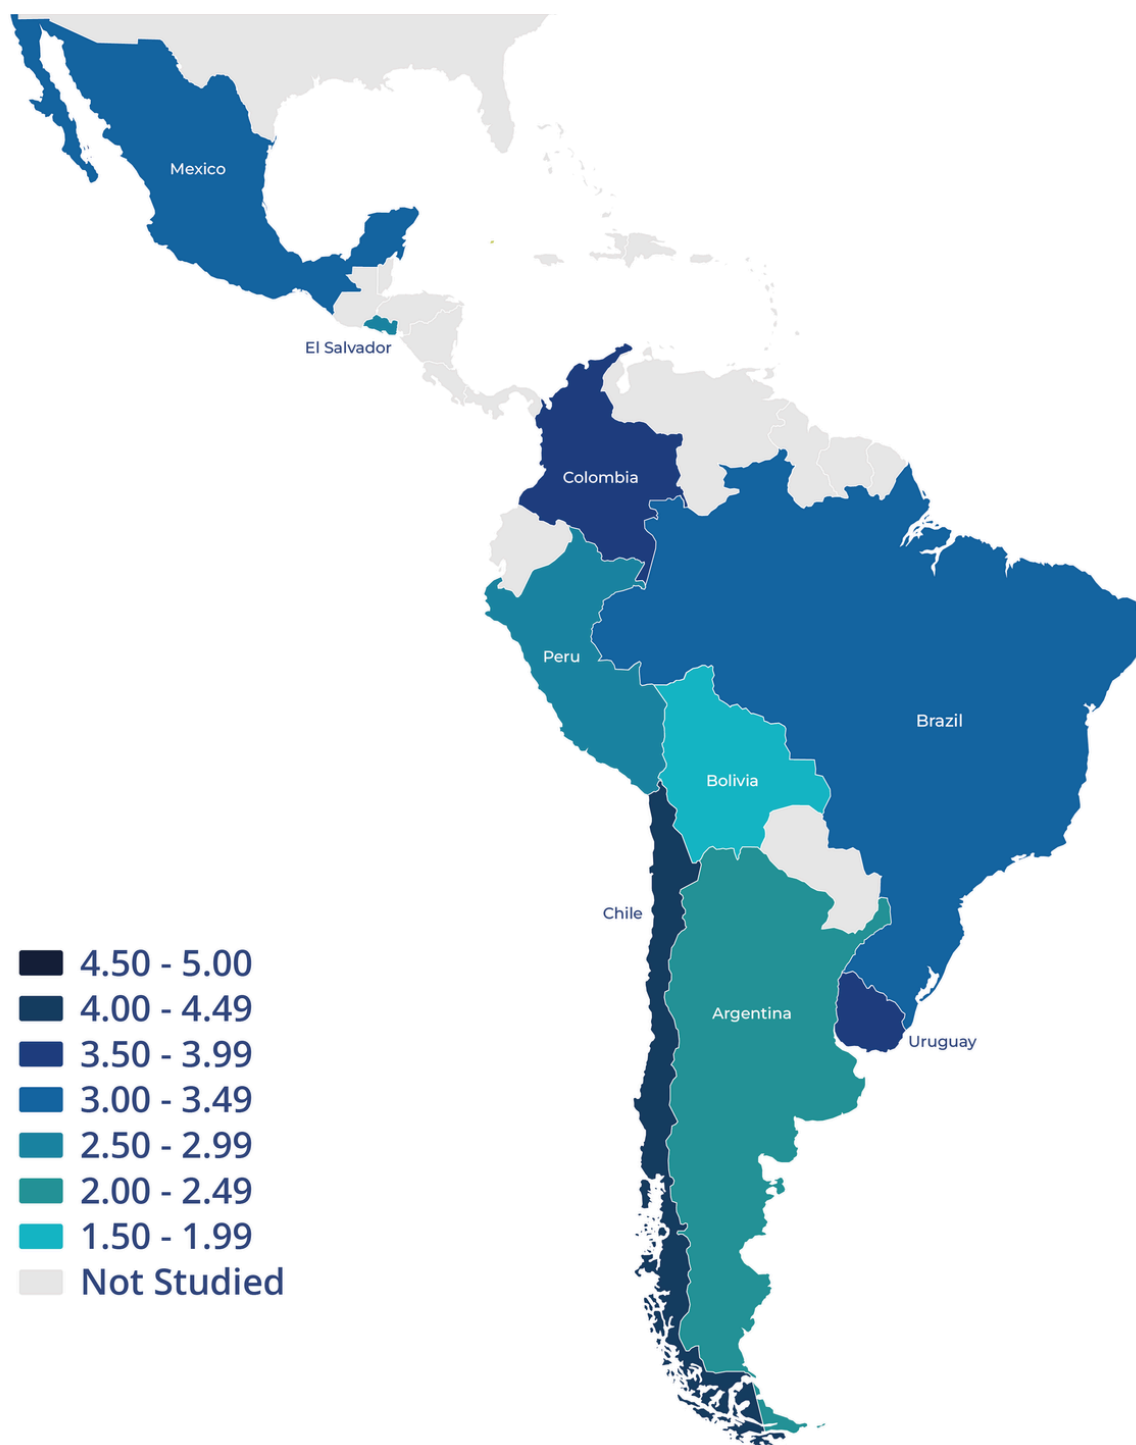 Mexico
El Salvador
Colombia
Peru
Brazil
Bolivia
Chile
Argentina
Uruguay
4.50 - 5.00
4.00 - 4.49
3.50 - 3.99
3.00 - 3.49
2.50 - 2.99
2.00 - 2.49
1.50 - 1.99
Not Studied